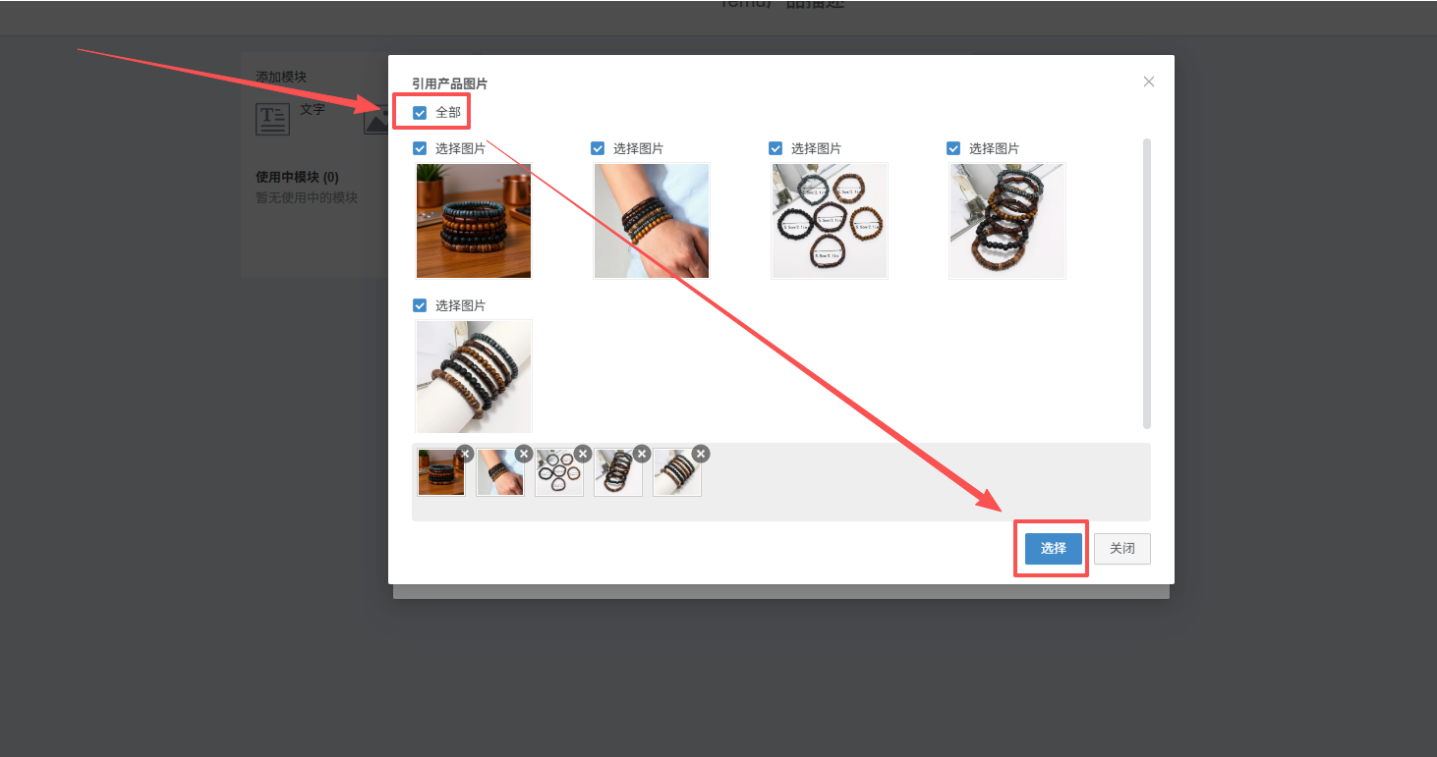 添加模块
文字
使用中模块 (0)
暂无使用中的模块
引用产品图片
全部
选择图片
选择图片
选择图片
选择图片
选择图片
选择
关闭